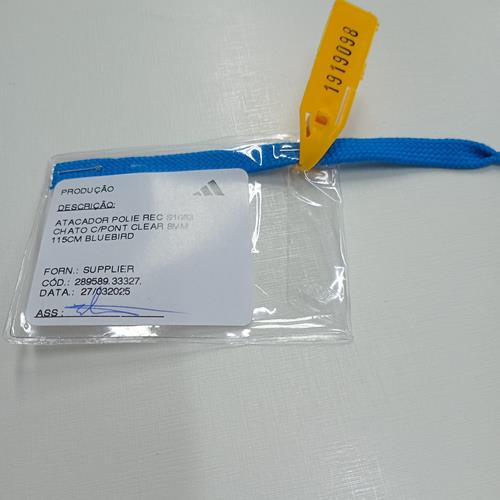 1919098
PRODUÇÃO
DESCRIÇÃO:
ATACADOR POLIE REC
CHATO C/PONT CLEAR 8MM
115CM BLUEBIRD
FORN.: SUPPLIER
CÓD.: 289589.33327.
DATA.: 27/032025
ASS :